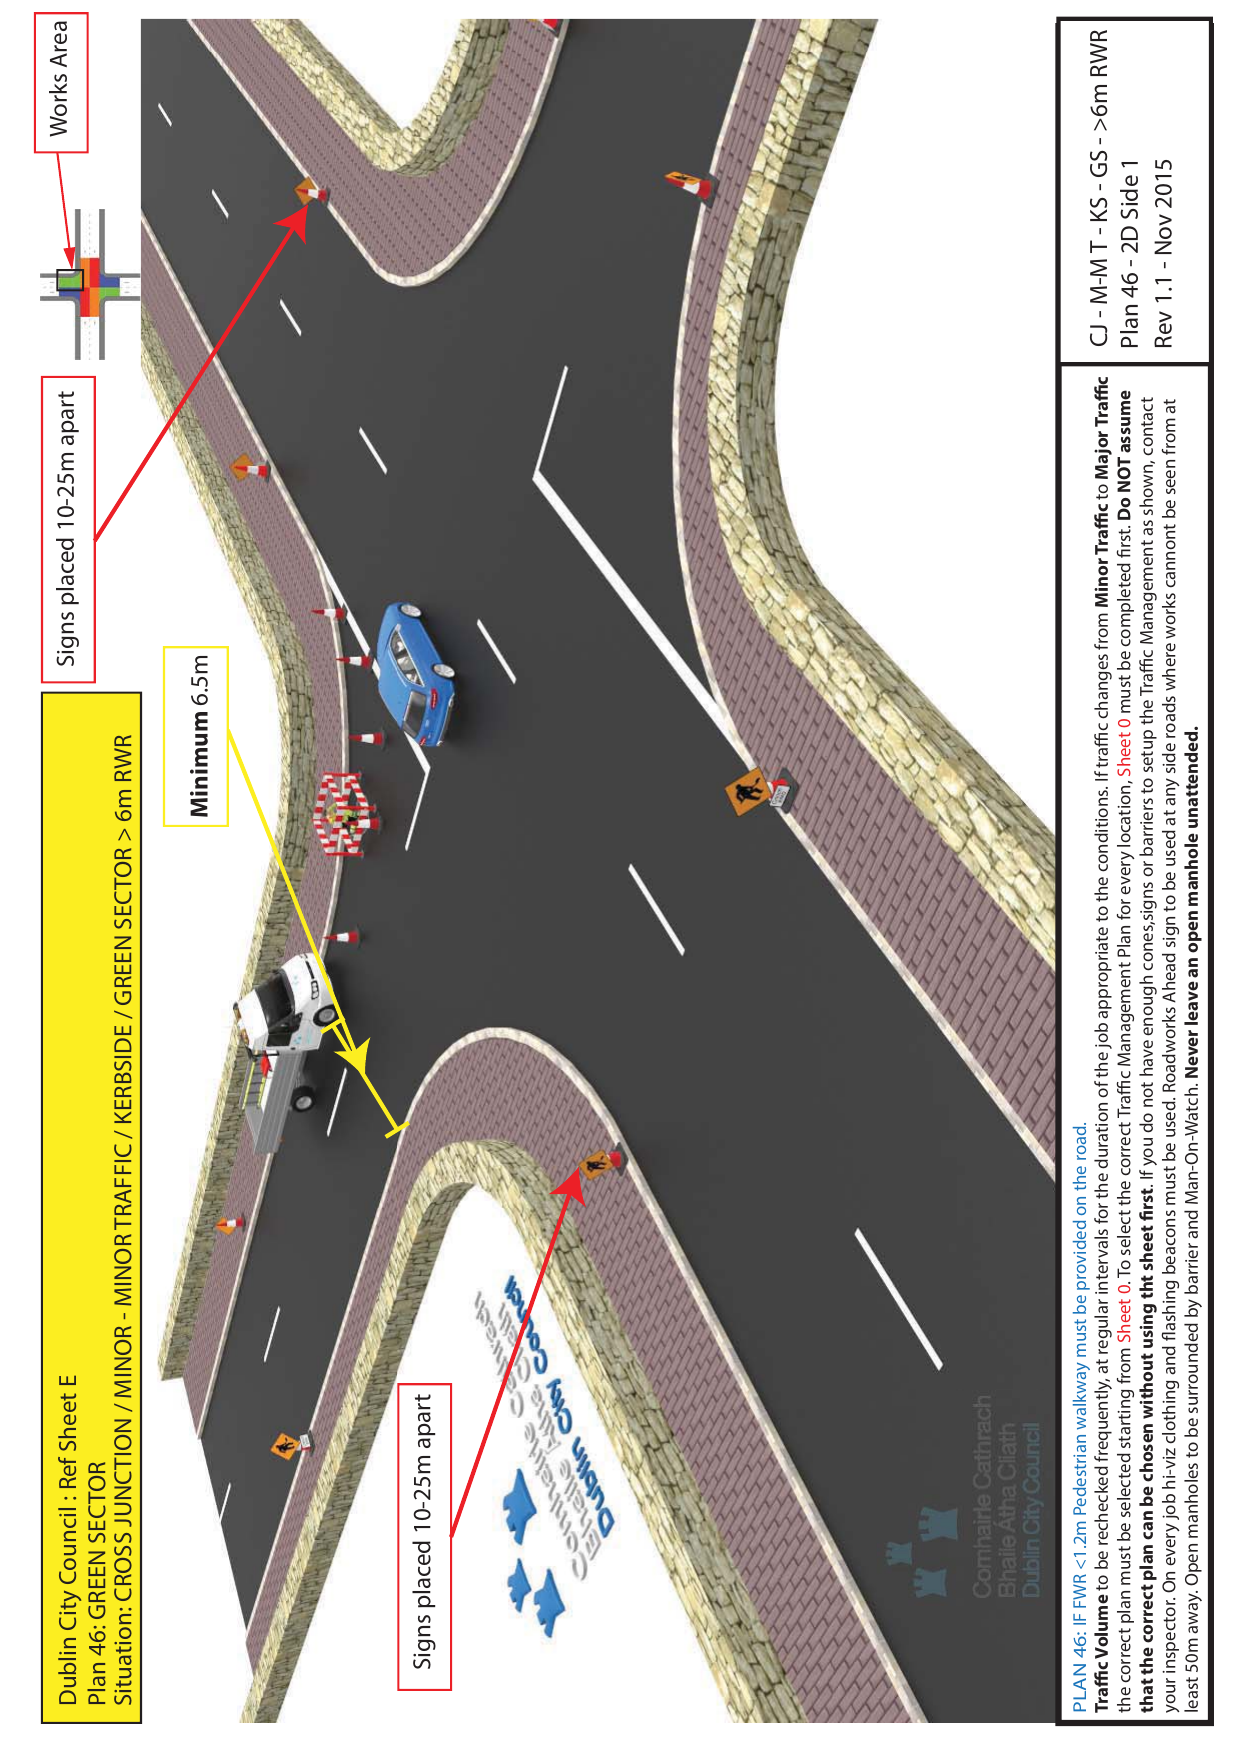 Dublin City Council : Ref Sheet E
Plan 46: GREEN SECTOR
Situation: CROSS JUNCTION / MINOR - MINOR TRAFFIC / KERBSIDE / GREEN SECTOR > 6m RWR
Signs placed 10-25m apart
Works Area
Minimum 6.5m
Signs placed 10-25m apart
Comhairle Cathrach
Bhaile Átha Cliath
Dublin City Council
Comhairle Cathrach
Bhaile Átha Cliath
Dublin City Council
PLAN 46: IF FWR <1.2m Pedestrian walkway must be provided on the road.
Traffic Volume to be rechecked frequently, at regular intervals for the duration of the job appropriate to the conditions. If traffic changes from Minor Traffic to Major Traffic
the correct plan must be selected starting from Sheet 0. To select the correct Traffic Management Plan for every location, Sheet 0 must be completed first. Do NOT assume
that the correct plan can be chosen without using tht sheet first. If you do not have enough cones,signs or barriers to setup the Traffic Management as shown, contact
your inspector. On every job hi-viz clothing and flashing beacons must be used. Roadworks Ahead sign to be used at any side roads where works cannont be seen from at
least 50m away. Open manholes to be surrounded by barrier and Man-On-Watch. Never leave an open manhole unattended.
CJ - M-M T - KS - GS - >6m RWR
Plan 46 - 2D Side1
Rev 1.1 - Nov 2015